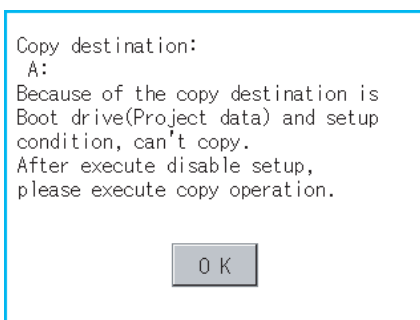 Copy destination:
A:
Because of the copy destination is
Boot drive(Project data) and setup
condition, can't copy.
After execute disable setup,
please execute copy operation.
O K